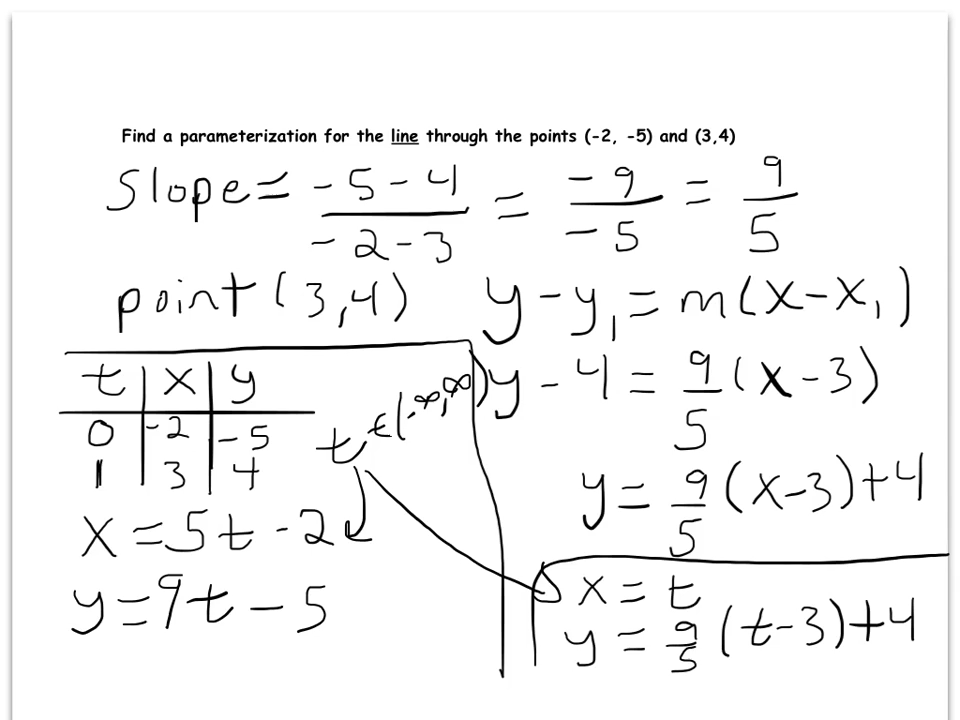 Find a parameterization for the line through the points (-2, -5) and (3,4)
Slope = -5-4 / -2-3 = -9 / -5 = 9/5
point (3,4)
y - y₁ = m(x - x₁)
y - 4 = 9/5 (x - 3)
y = 9/5 (x-3)+4
x = t
y = 9/5 (t-3)+4
t | x | y
0 | -2 | -5
1 | 3 | 4
t ∈ (-∞, ∞)
x = 5t - 2
y = 9t - 5